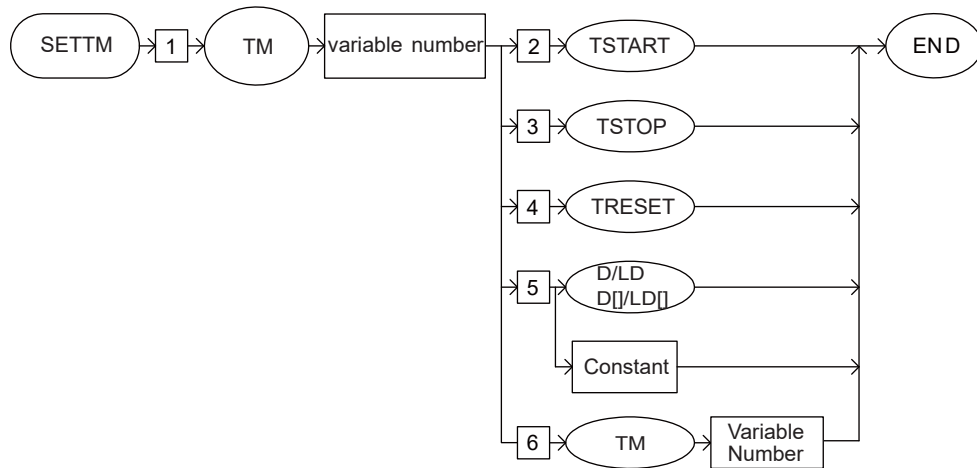 SETTM
1
TM
variable number
2
TSTART
END
3
TSTOP
4
TRESET
5
D/LD
D[]/LD[]
Constant
6
TM
Variable
Number